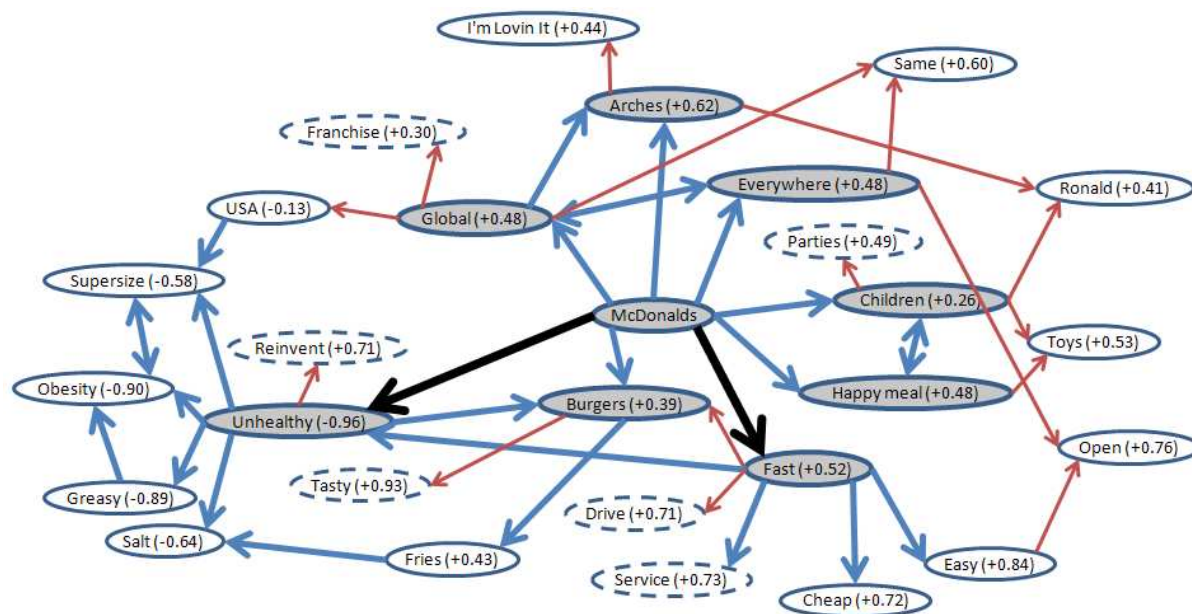 I'm Lovin It (+0.44)
Same (+0.60)
Arches (+0.62)
Franchise (+0.30)
Everywhere (+0.48)
Ronald (+0.41)
USA (-0.13)
Global (+0.48)
Parties (+0.49)
Supersize (-0.58)
Children (+0.26)
McDonalds
Toys (+0.53)
Reinvent (+0.71)
Obesity (-0.90)
Happy meal (+0.48)
Burgers (+0.39)
Unhealthy (-0.96)
Open (+0.76)
Fast (+0.52)
Tasty (+0.93)
Greasy (-0.89)
Drive (+0.71)
Salt (-0.64)
Fries (+0.43)
Easy (+0.84)
Service (+0.73)
Cheap (+0.72)